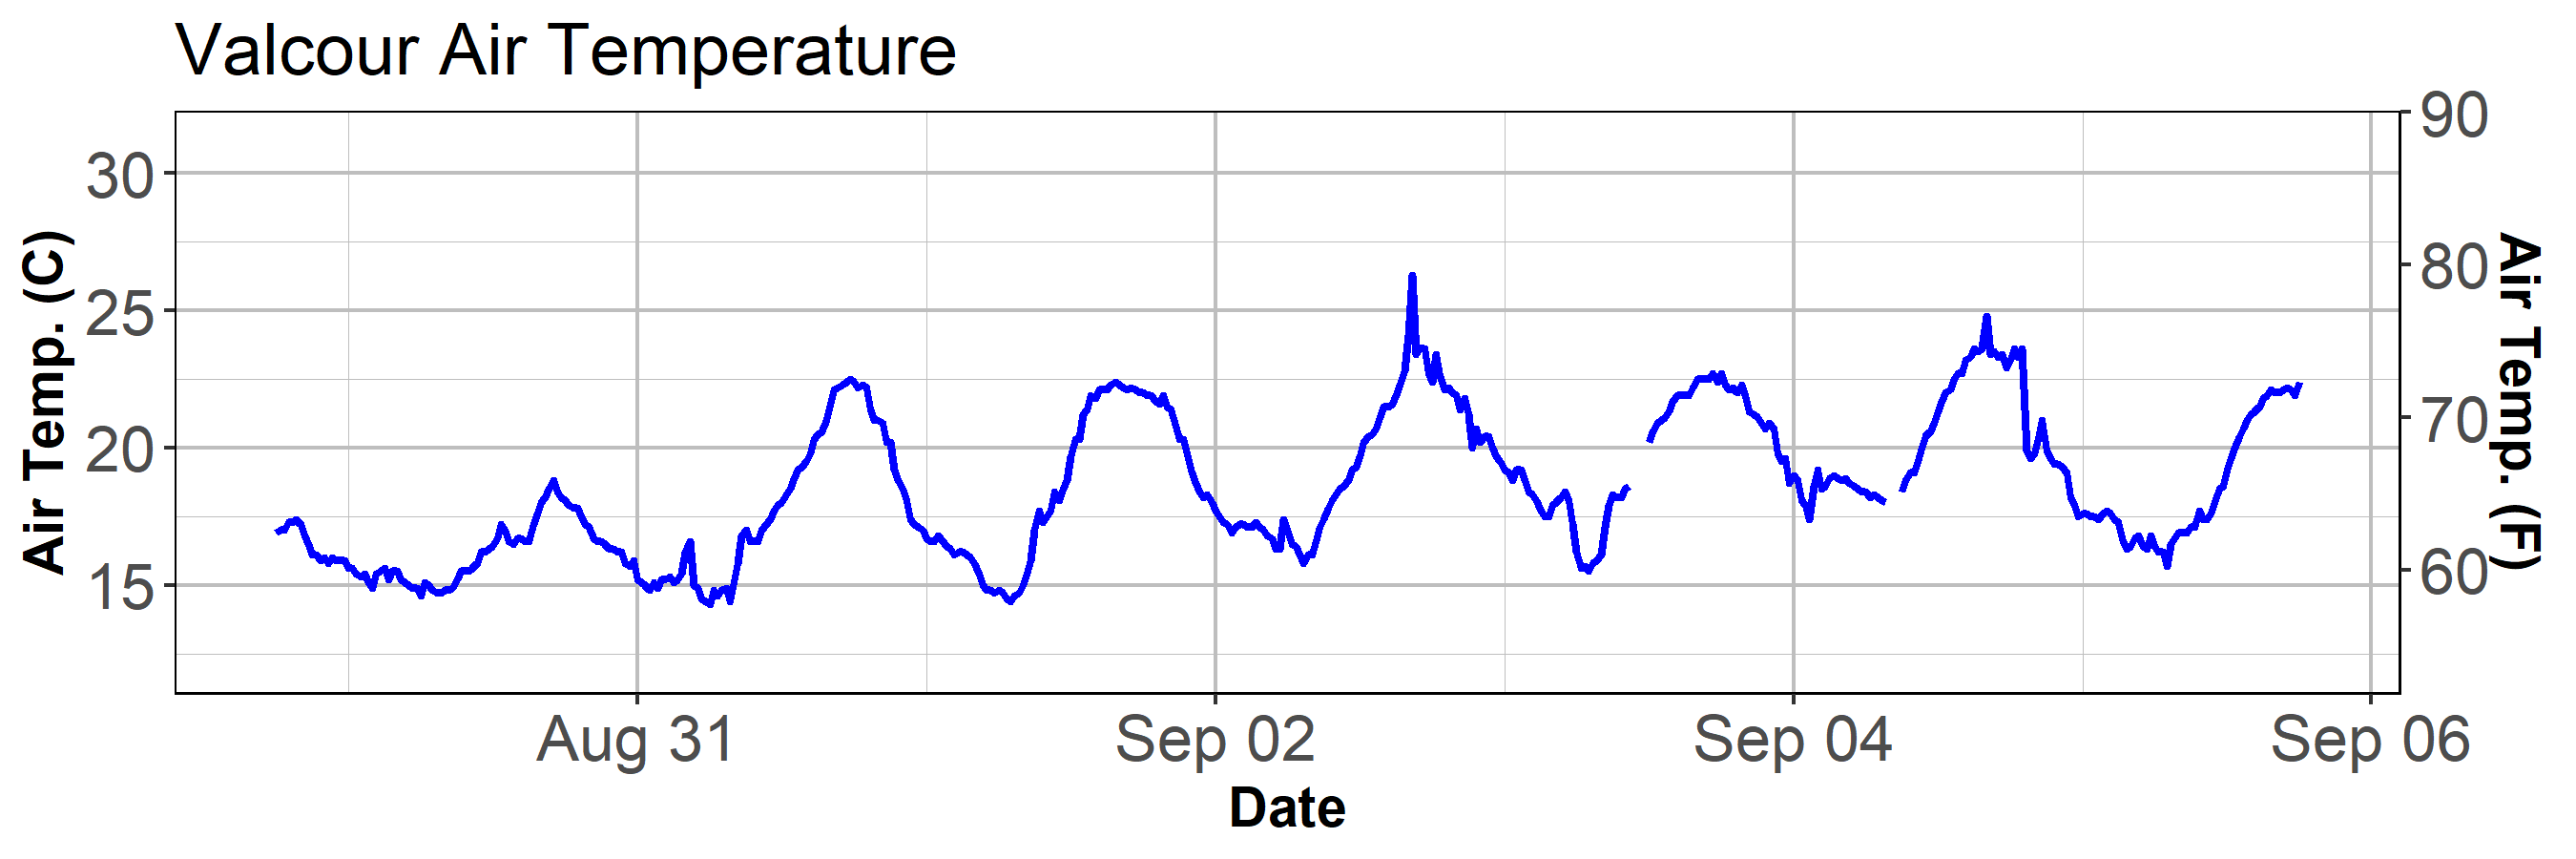 Valcour Air Temperature
90
30
80
25
70
20
60
15
Air Temp. (C)
Air Temp. (F)
Aug 31
Sep 02
Sep 04
Sep 06
Date